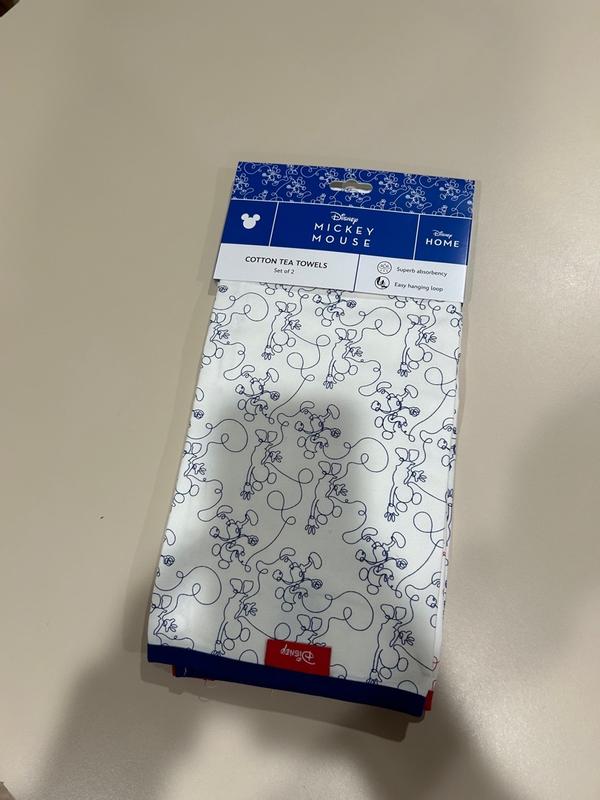 Disney
MICKEY
MOUSE
Disney
HOME
COTTON TEA TOWELS
Set of 2
Superb absorbency
Easy hanging loop
Disney